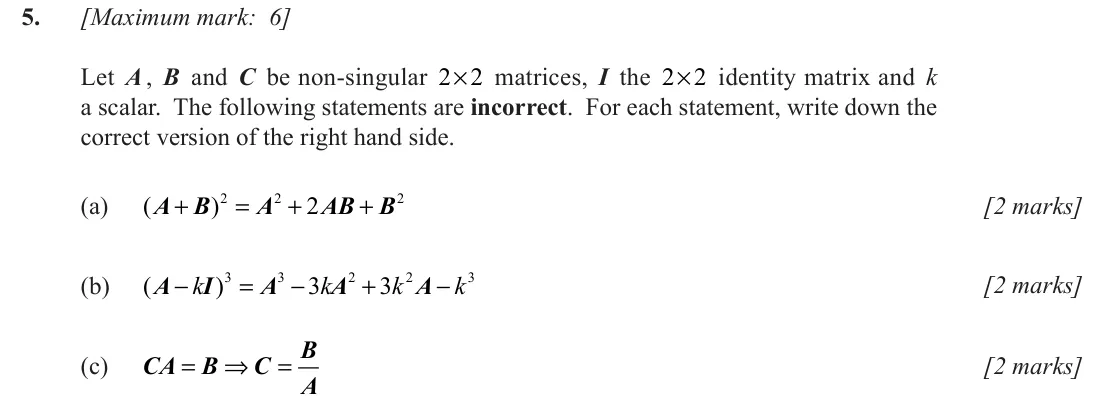 5. [Maximum mark: 6]
Let A, B and C be non-singular 2×2 matrices, I the 2×2 identity matrix and k
a scalar. The following statements are incorrect. For each statement, write down the
correct version of the right hand side.
(a) (A+B)² = A² + 2AB + B² [2 marks]
(b) (A−kI)³ = A³ − 3kA² + 3k²A − k³ [2 marks]
(c) CA = B ⇒ C = B/A [2 marks]